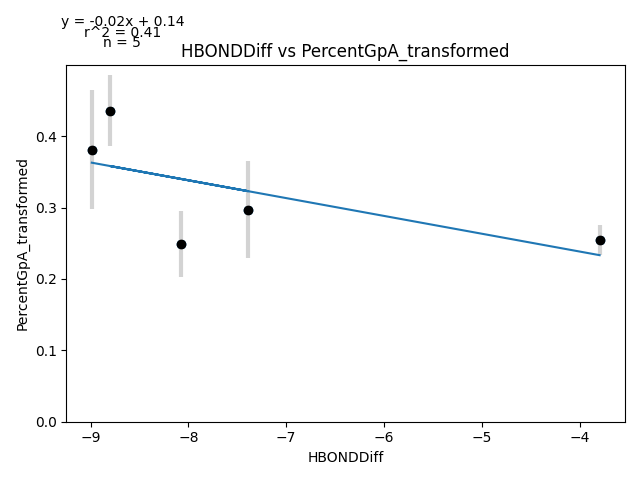 y = -0.02x + 0.14
r^2 = 0.41
n = 5
HBONDDiff vs PercentGpA_transformed
PercentGpA_transformed
0.4
0.3
0.2
0.1
0.0
−9
−8
−7
−6
−5
−4
HBONDDiff